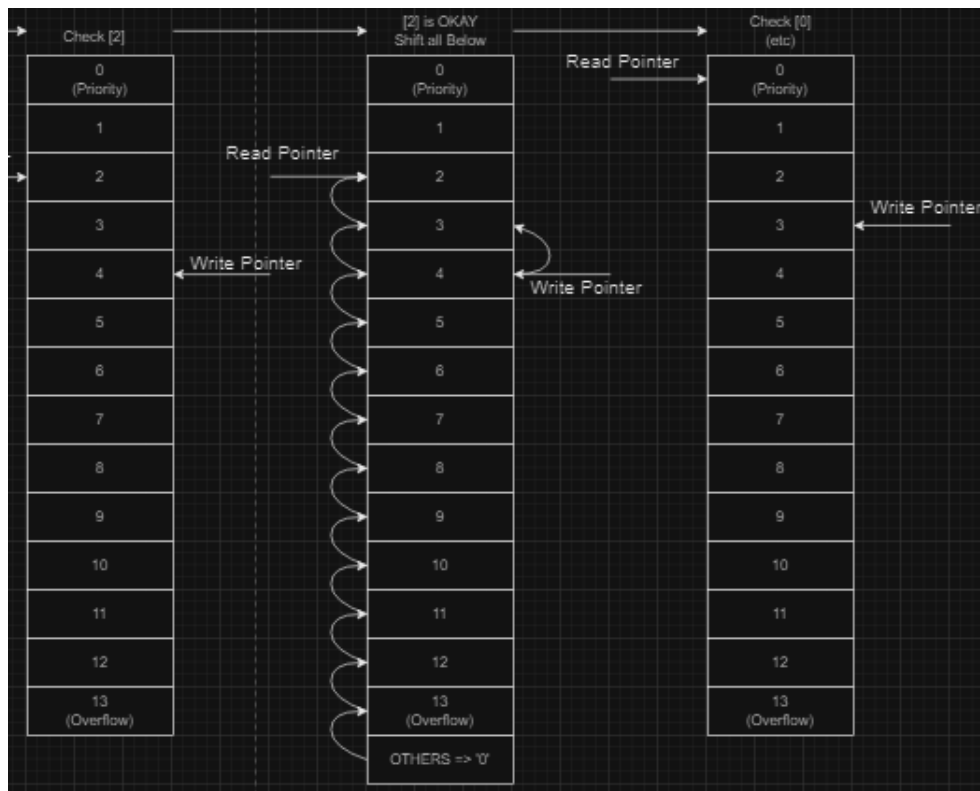 Check [2]
0
(Priority)
1
2
3
4
5
6
7
8
9
10
11
12
13
(Overflow)
Write Pointer
[2] is OKAY
Shift all Below
Read Pointer
0
(Priority)
1
2
3
4
5
6
7
8
9
10
11
12
13
(Overflow)
OTHERS => '0'
Write Pointer
Check [0]
(etc)
Read Pointer
0
(Priority)
1
2
3
4
5
6
7
8
9
10
11
12
13
(Overflow)
Write Pointer